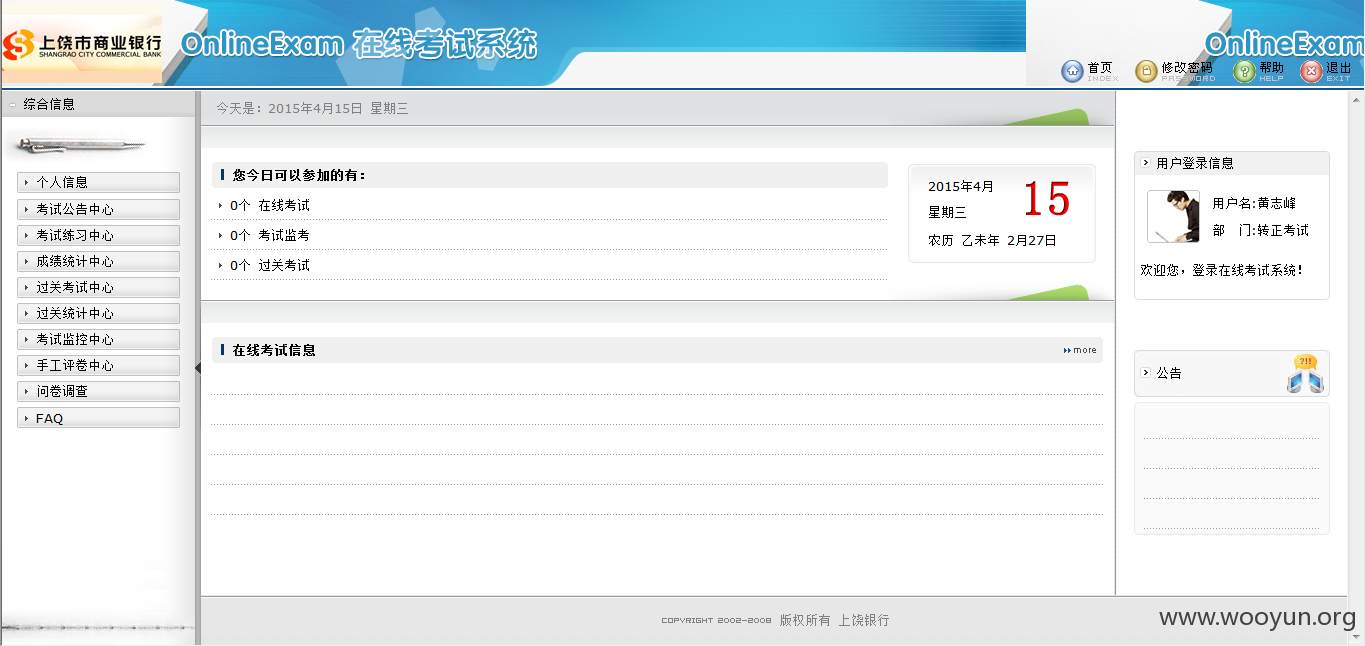 上饶市商业银行
SHANGRAO CITY COMMERCIAL BANK
OnlineExam 在线考试系统
OnlineExam
首页
INDEX
修改密码
PASSWORD
帮助
HELP
退出
EXIT
综合信息
个人信息
考试公告中心
考试练习中心
成绩统计中心
过关考试中心
过关统计中心
考试监控中心
手工评卷中心
问卷调查
FAQ
今天是：2015年4月15日 星期三
您今日可以参加的有：
0个 在线考试
0个 考试监考
0个 过关考试
2015年4月
星期三
15
农历 乙未年 2月27日
在线考试信息
more
用户登录信息
用户名:黄志峰
部 门:转正考试
欢迎您，登录在线考试系统！
公告
?!!
COPYRIGHT 2002-2008 版权所有 上饶银行
www.wooyun.org